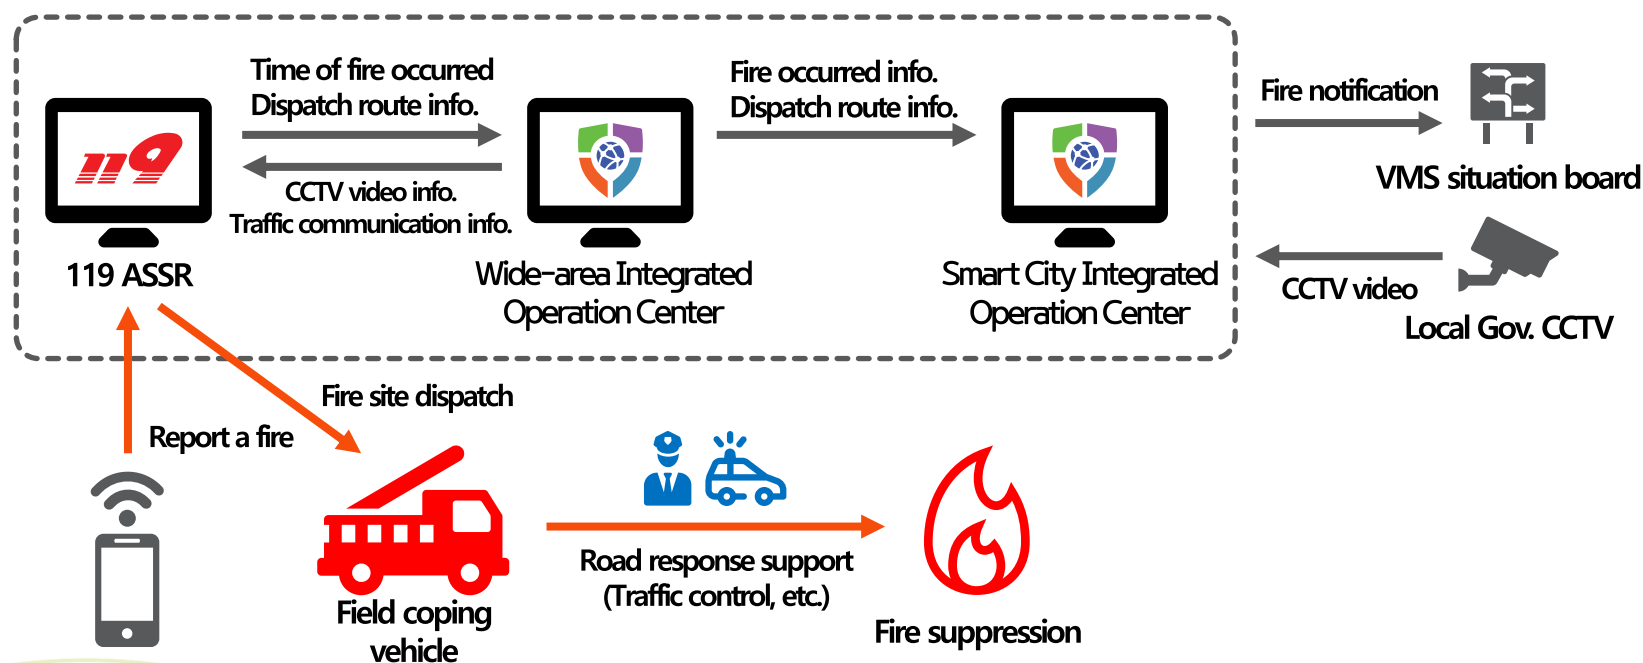 Time of fire occurred
Dispatch route info.
Fire occurred info.
Dispatch route info.
Fire notification
119
CCTV video info.
Traffic communication info.
VMS situation board
119 ASSR
Wide-area Integrated
Operation Center
Smart City Integrated
Operation Center
CCTV video
Local Gov. CCTV
Fire site dispatch
Report a fire
Road response support
(Traffic control, etc.)
Field coping
vehicle
Fire suppression